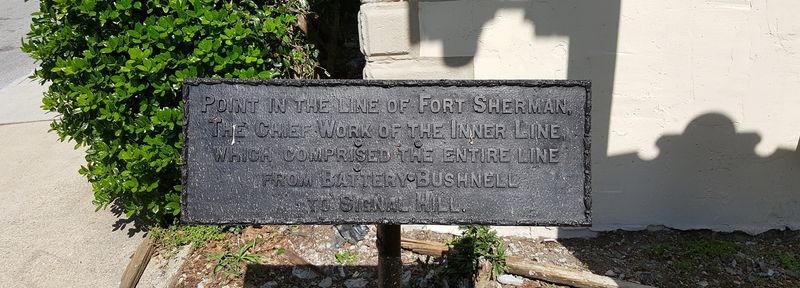 Point in the line of Fort Sherman,
The Chief Work of the Inner Line,
which comprised the entire line
from Battery Bushnell
to Signal Hill.